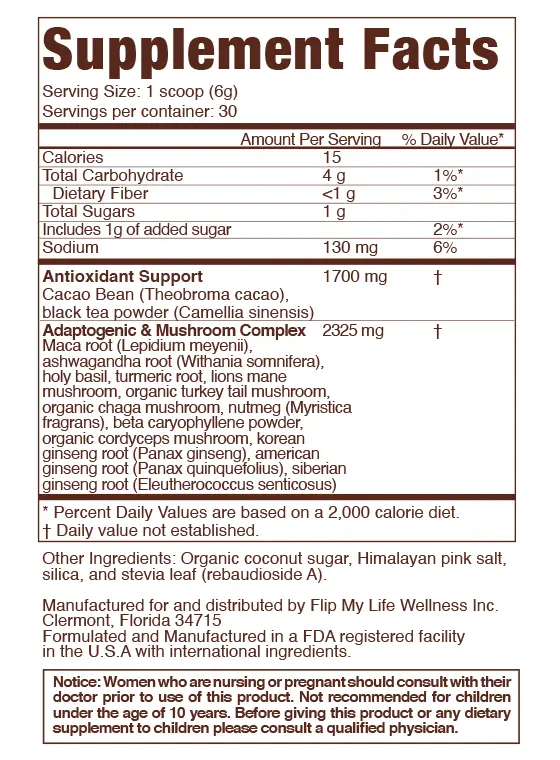 Supplement Facts
Serving Size: 1 scoop (6g)
Servings per container: 30
Amount Per Serving % Daily Value*
Calories 15
Total Carbohydrate 4 g 1%*
Dietary Fiber <1 g 3%*
Total Sugars 1 g
Includes 1g of added sugar 2%*
Sodium 130 mg 6%
Antioxidant Support 1700 mg †
Cacao Bean (Theobroma cacao),
black tea powder (Camellia sinensis)
Adaptogenic & Mushroom Complex 2325 mg †
Maca root (Lepidium meyenii),
ashwagandha root (Withania somnifera),
holy basil, turmeric root, lions mane
mushroom, organic turkey tail mushroom,
organic chaga mushroom, nutmeg (Myristica
fragrans), beta caryophyllene powder,
organic cordyceps mushroom, korean
ginseng root (Panax ginseng), american
ginseng root (Panax quinquefolius), siberian
ginseng root (Eleutherococcus senticosus)
* Percent Daily Values are based on a 2,000 calorie diet.
† Daily value not established.
Other Ingredients: Organic coconut sugar, Himalayan pink salt,
silica, and stevia leaf (rebaudioside A).
Manufactured for and distributed by Flip My Life Wellness Inc.
Clermont, Florida 34715
Formulated and Manufactured in a FDA registered facility
in the U.S.A with international ingredients.
Notice: Women who are nursing or pregnant should consult with their
doctor prior to use of this product. Not recommended for children
under the age of 10 years. Before giving this product or any dietary
supplement to children please consult a qualified physician.